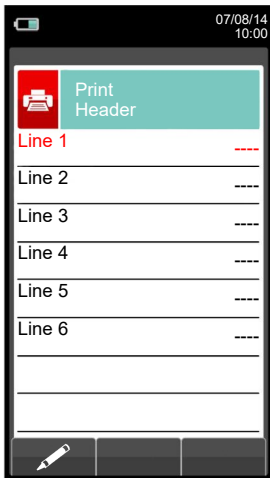 07/08/14
10:00
Print
Header
Line 1 ----
Line 2 ----
Line 3 ----
Line 4 ----
Line 5 ----
Line 6 ----